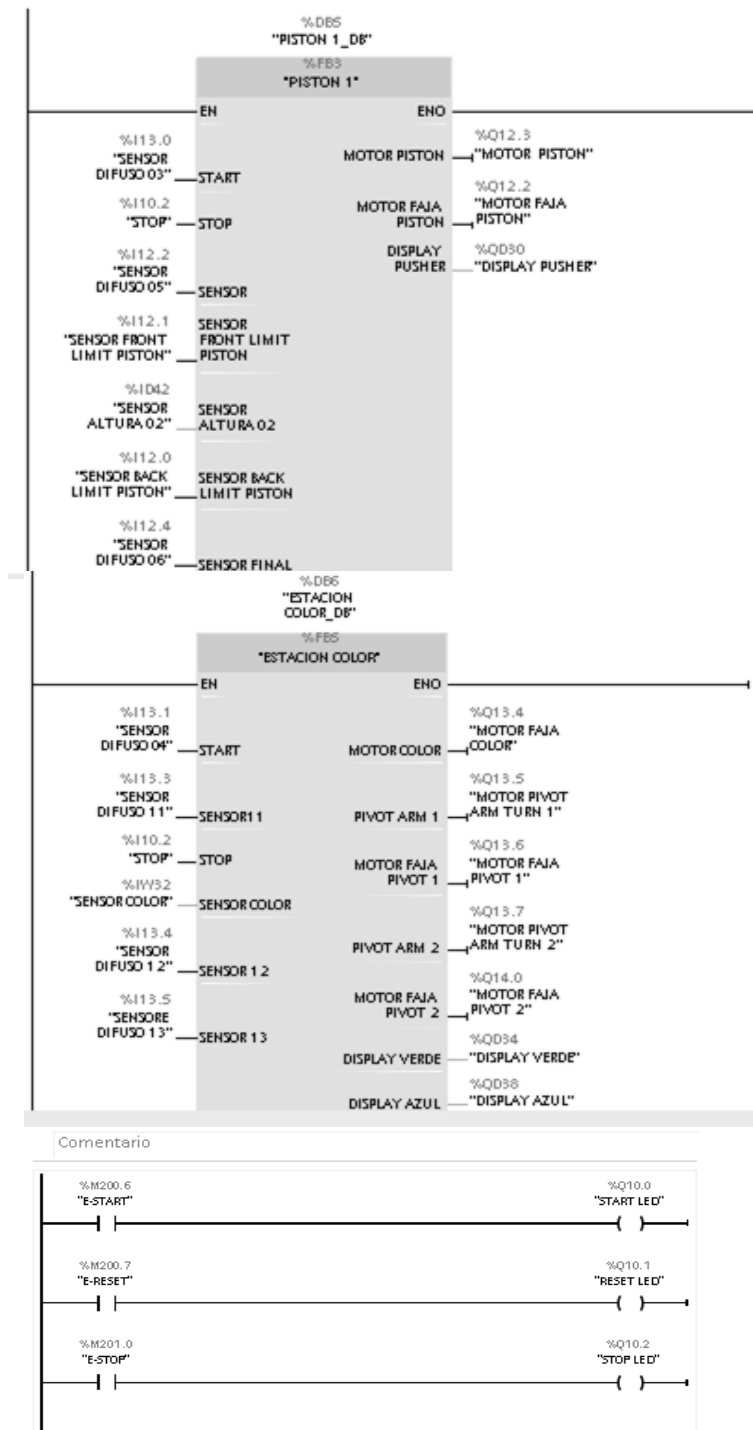 %DB5
"PISTON 1_DB"
%FB3
"PISTON 1"
EN ENO
%I13.0
"SENSOR
DIFUSO 03"
START
MOTOR PISTON
%Q12.3
"MOTOR PISTON"
%I10.2
"STOP"
STOP
MOTOR FAJA
PISTON
%Q12.2
"MOTOR FAJA
PISTON"
%I12.2
"SENSOR
DIFUSO 05"
SENSOR
DISPLAY
PUSHER
%QD30
"DISPLAY PUSHER"
%I12.1
"SENSOR FRONT
LIMIT PISTON"
SENSOR
FRONT LIMIT
PISTON
%ID42
"SENSOR
ALTURA 02"
SENSOR
ALTURA 02
%I12.0
"SENSOR BACK
LIMIT PISTON"
SENSOR BACK
LIMIT PISTON
%I12.4
"SENSOR
DIFUSO 06"
SENSOR FINAL
%DB6
"ESTACION
COLOR_DB"
%FB5
"ESTACION COLOR"
EN ENO
%I13.1
"SENSOR
DIFUSO 04"
START
MOTOR COLOR
%Q13.4
"MOTOR FAJA
COLOR"
%I13.3
"SENSOR
DIFUSO 11"
SENSOR11
PIVOT ARM 1
%Q13.5
"MOTOR PIVOT
ARM TURN 1"
%I10.2
"STOP"
STOP
MOTOR FAJA
PIVOT 1
%Q13.6
"MOTOR FAJA
PIVOT 1"
%IW32
"SENSOR COLOR"
SENSOR COLOR
%I13.4
"SENSOR
DIFUSO 12"
SENSOR 12
PIVOT ARM 2
%Q13.7
"MOTOR PIVOT
ARM TURN 2"
%I13.5
"SENSORE
DIFUSO 13"
SENSOR 13
MOTOR FAJA
PIVOT 2
%Q14.0
"MOTOR FAJA
PIVOT 2"
DISPLAY VERDE
%QD34
"DISPLAY VERDE"
DISPLAY AZUL
%QD38
"DISPLAY AZUL"
Comentario
%M200.6
"E-START"
%Q10.0
"START LED"
%M200.7
"E-RESET"
%Q10.1
"RESET LED"
%M201.0
"E-STOP"
%Q10.2
"STOP LED"